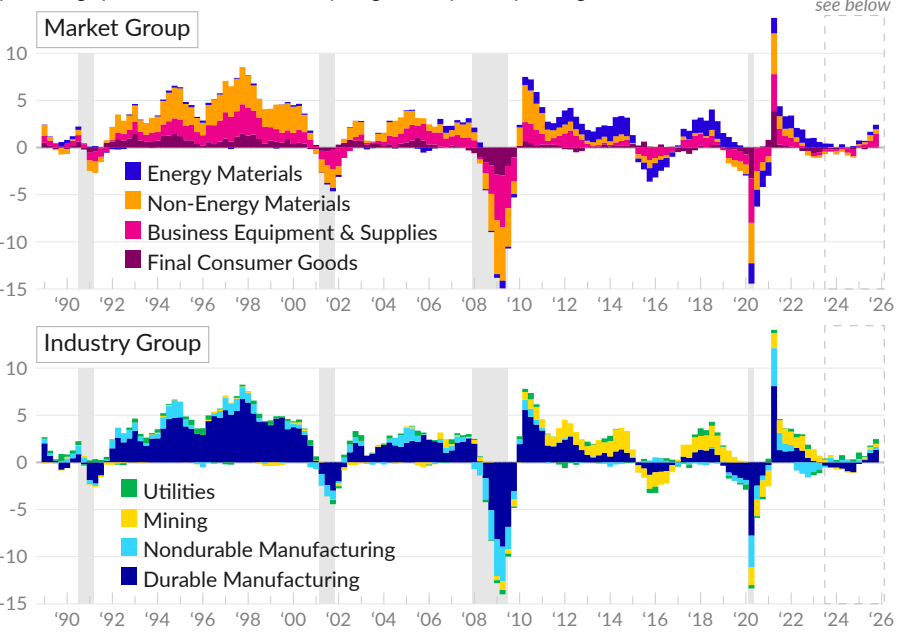 see below
Market Group
10
5
0
-5
-10
-15
Energy Materials
Non-Energy Materials
Business Equipment & Supplies
Final Consumer Goods
‘90 ‘92 ‘94 ‘96 ‘98 ‘00 ‘02 ‘04 ‘06 ‘08 ‘10 ‘12 ‘14 ‘16 ‘18 ‘20 ‘22 ‘24 ‘26
Industry Group
10
5
0
-5
-10
-15
Utilities
Mining
Nondurable Manufacturing
Durable Manufacturing
‘90 ‘92 ‘94 ‘96 ‘98 ‘00 ‘02 ‘04 ‘06 ‘08 ‘10 ‘12 ‘14 ‘16 ‘18 ‘20 ‘22 ‘24 ‘26